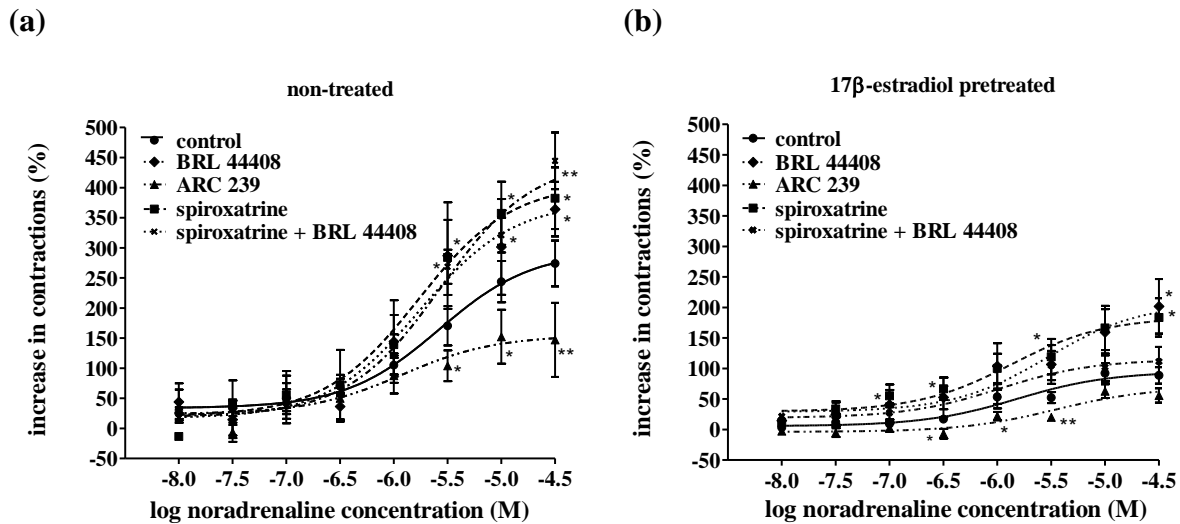 (a)
(b)
non-treated
17β-estradiol pretreated
increase in contractions (%)
500
450
400
350
300
250
200
150
100
50
0
-50
control
BRL 44408
ARC 239
spiroxatrine
spiroxatrine + BRL 44408
* * * * ** * * * * **
-8.0 -7.5 -7.0 -6.5 -6.0 -5.5 -5.0 -4.5
log noradrenaline concentration (M)
increase in contractions (%)
500
450
400
350
300
250
200
150
100
50
0
-50
control
BRL 44408
ARC 239
spiroxatrine
spiroxatrine + BRL 44408
* * * * * * * **
-8.0 -7.5 -7.0 -6.5 -6.0 -5.5 -5.0 -4.5
log noradrenaline concentration (M)